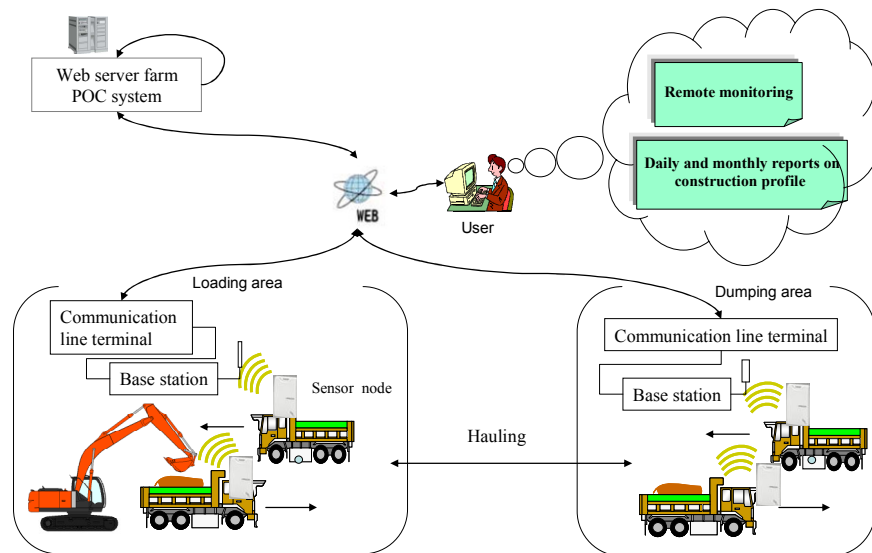 Web server farm
POC system
Remote monitoring
Daily and monthly reports on
construction profile
WEB
User
Loading area
Dumping area
Communication
line terminal
Communication line terminal
Base station
Sensor node
Base station
Hauling